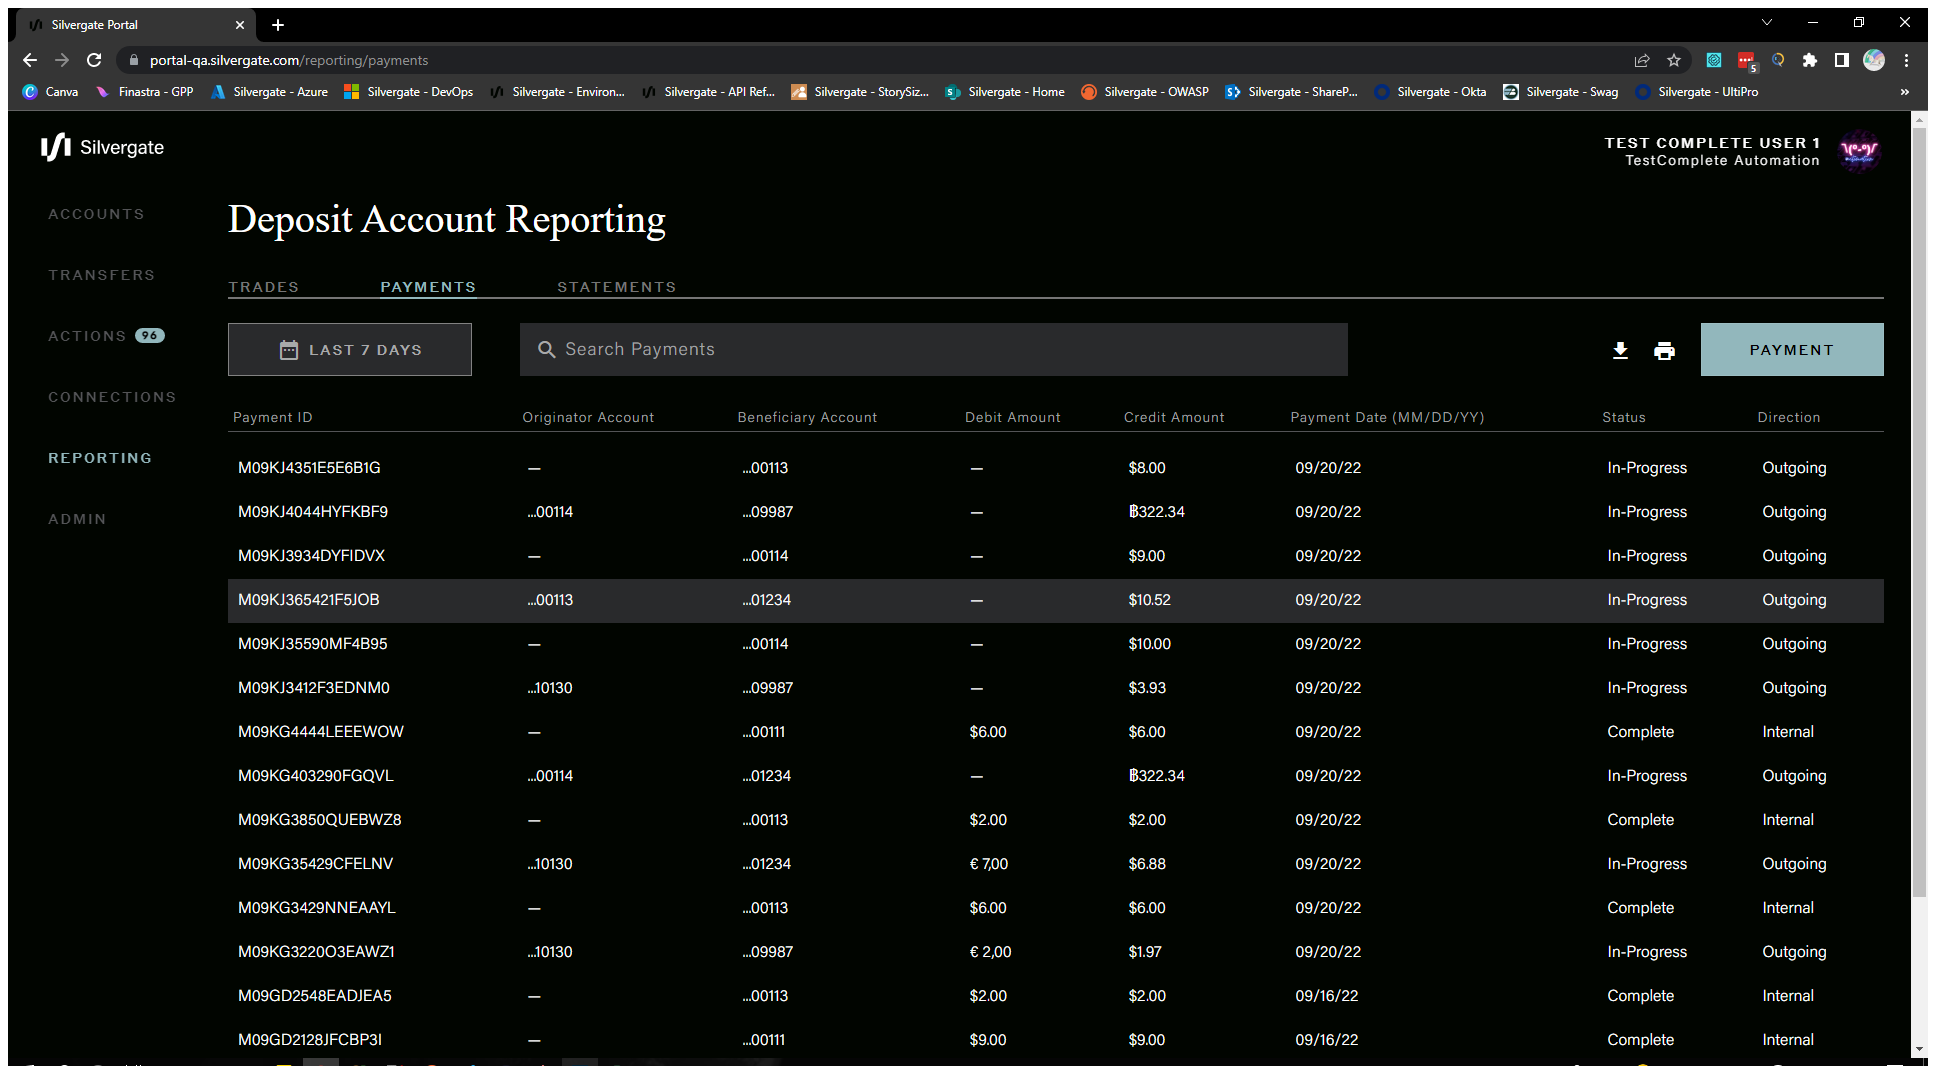 Silvergate Portal
portal-qa.silvergate.com/reporting/payments
5
Canva Finastra - GPP Silvergate - Azure Silvergate - DevOps Silvergate - Environ... Silvergate - API Ref... Silvergate - StorySiz... Silvergate - Home Silvergate - OWASP Silvergate - ShareP... Silvergate - Okta Silvergate - Swag Silvergate - UltiPro »
Silvergate
TEST COMPLETE USER 1
TestComplete Automation
ACCOUNTS
TRANSFERS
ACTIONS 96
CONNECTIONS
REPORTING
ADMIN
Deposit Account Reporting
TRADES PAYMENTS STATEMENTS
LAST 7 DAYS Search Payments PAYMENT
Payment ID Originator Account Beneficiary Account Debit Amount Credit Amount Payment Date (MM/DD/YY) Status Direction
M09KJ4351E5E6B1G — ...00113 — $8.00 09/20/22 In-Progress Outgoing
M09KJ4044HYFKBF9 ...00114 ...09987 — ฿322.34 09/20/22 In-Progress Outgoing
M09KJ3934DYFIDVX — ...00114 — $9.00 09/20/22 In-Progress Outgoing
M09KJ365421F5JOB ...00113 ...01234 — $10.52 09/20/22 In-Progress Outgoing
M09KJ35590MF4B95 — ...00114 — $10.00 09/20/22 In-Progress Outgoing
M09KJ3412F3EDNM0 ...10130 ...09987 — $3.93 09/20/22 In-Progress Outgoing
M09KG4444LEEEWOW — ...00111 $6.00 $6.00 09/20/22 Complete Internal
M09KG403290FGQVL ...00114 ...01234 — ฿322.34 09/20/22 In-Progress Outgoing
M09KG3850QUEBWZ8 — ...00113 $2.00 $2.00 09/20/22 Complete Internal
M09KG35429CFELNV ...10130 ...01234 € 7,00 $6.88 09/20/22 In-Progress Outgoing
M09KG3429NNEAAYL — ...00113 $6.00 $6.00 09/20/22 Complete Internal
M09KG3220O3EAWZ1 ...10130 ...09987 € 2,00 $1.97 09/20/22 In-Progress Outgoing
M09GD2548EADJEA5 — ...00113 $2.00 $2.00 09/16/22 Complete Internal
M09GD2128JFCBP3I — ...00111 $9.00 $9.00 09/16/22 Complete Internal